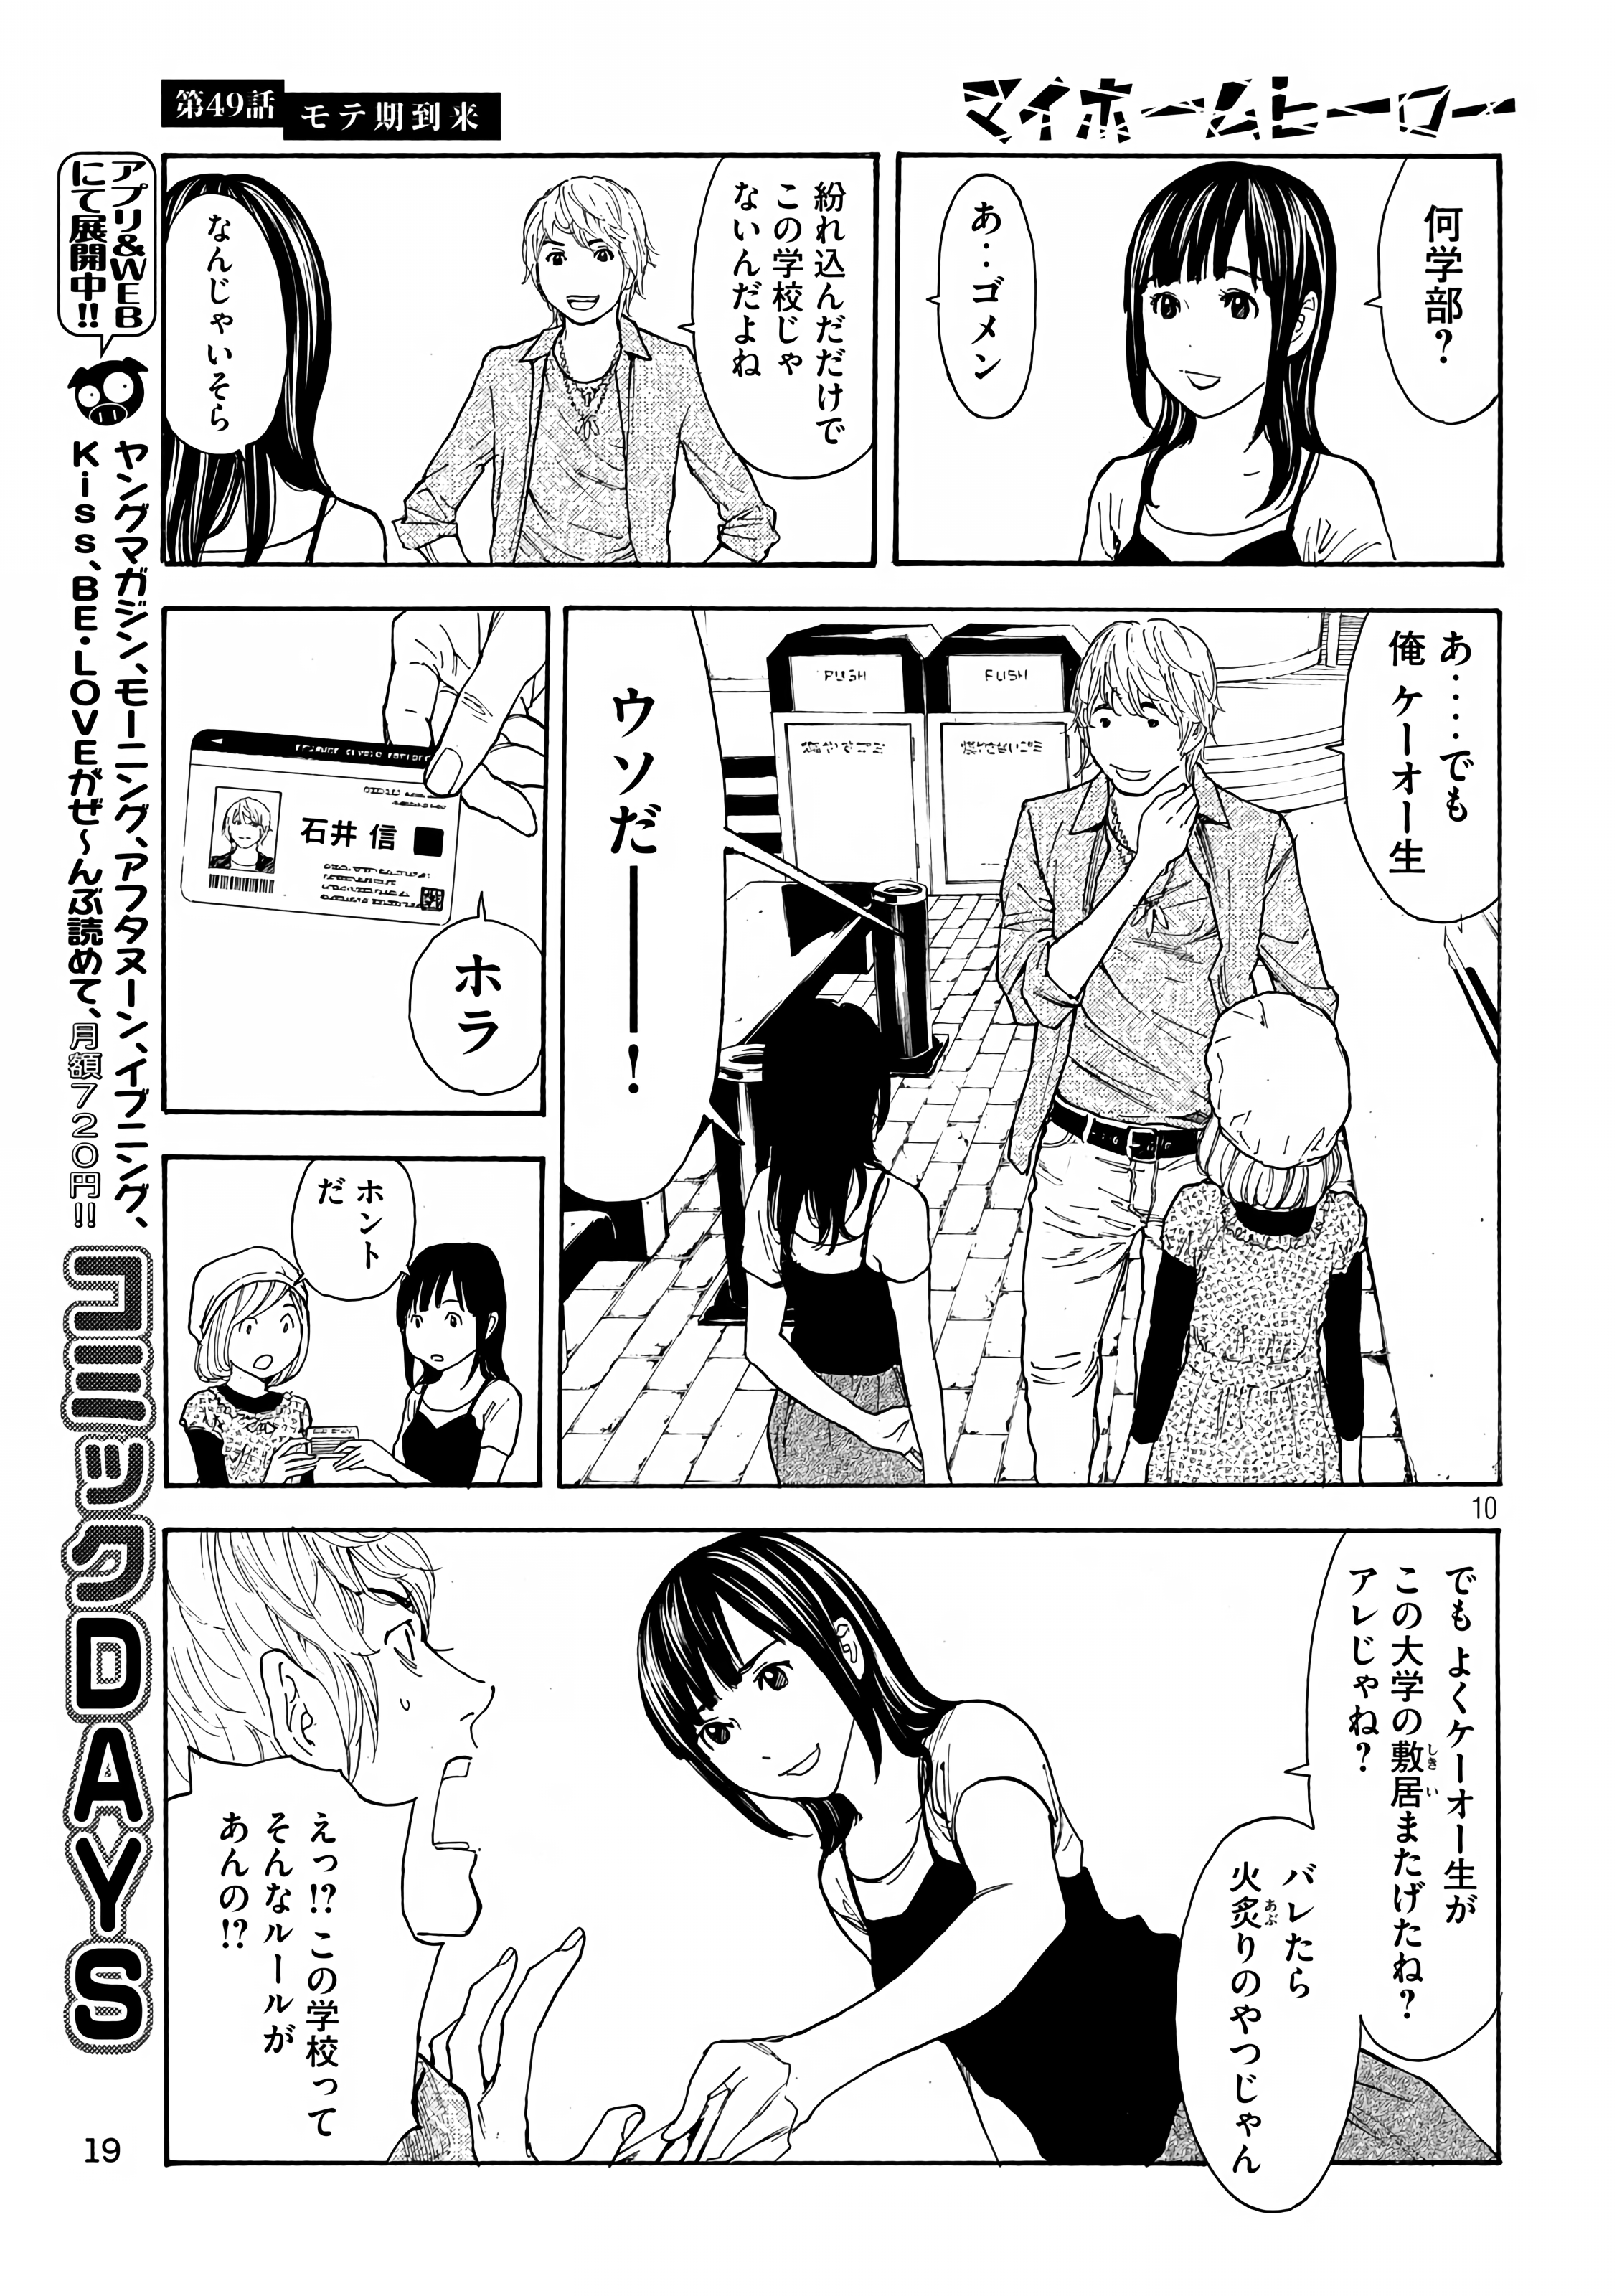 第49話
モテ期到来
マイホームヒーロー
何学部?
あ‥ゴメン
紛れ込んだだけで
この学校じゃ
ないんだよね
なんじゃいそら
あ‥‥でも
俺 ケーオー生
PUSH
PUSH
ウソだ――――!
石井 信
ホラ
ホント
だ
10
でも よくケーオー生が
この大学の敷居またげたね?
しきい
アレじゃね?
バレたら
火炙りのやつじゃん
あぶ
えっ!? この学校って
そんなルールが
あんの!?
アプリ&WEB
にて展開中!!
ヤングマガジン、モーニング、アフタヌーン、イブニング、
Kiss、BE・LOVEがぜ〜んぶ読めて、月額720円!!
コミックDAYS
19